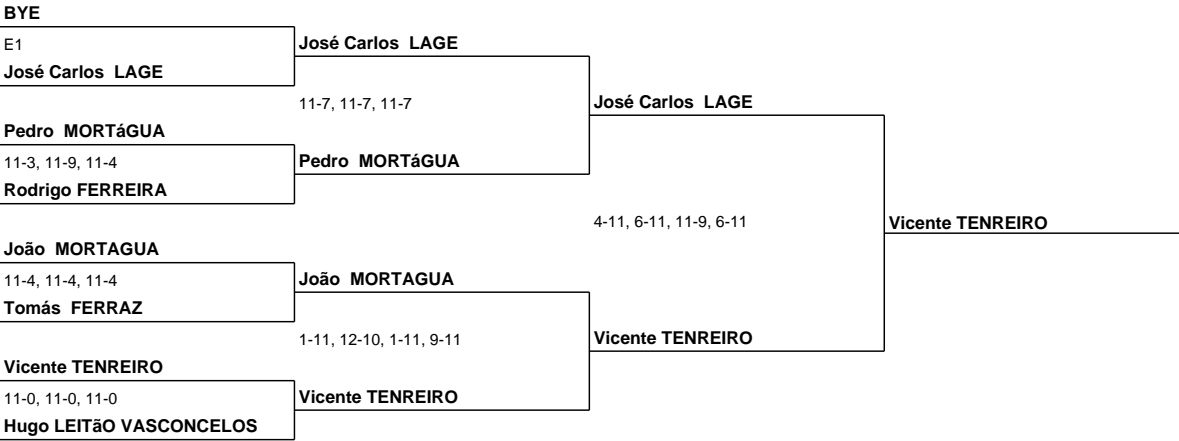 BYE
E1
José Carlos LAGE
José Carlos LAGE
11-7, 11-7, 11-7
José Carlos LAGE
Pedro MORTáGUA
11-3, 11-9, 11-4
Pedro MORTáGUA
Rodrigo FERREIRA
4-11, 6-11, 11-9, 6-11
Vicente TENREIRO
João MORTAGUA
11-4, 11-4, 11-4
João MORTAGUA
Tomás FERRAZ
1-11, 12-10, 1-11, 9-11
Vicente TENREIRO
Vicente TENREIRO
11-0, 11-0, 11-0
Vicente TENREIRO
Hugo LEITãO VASCONCELOS